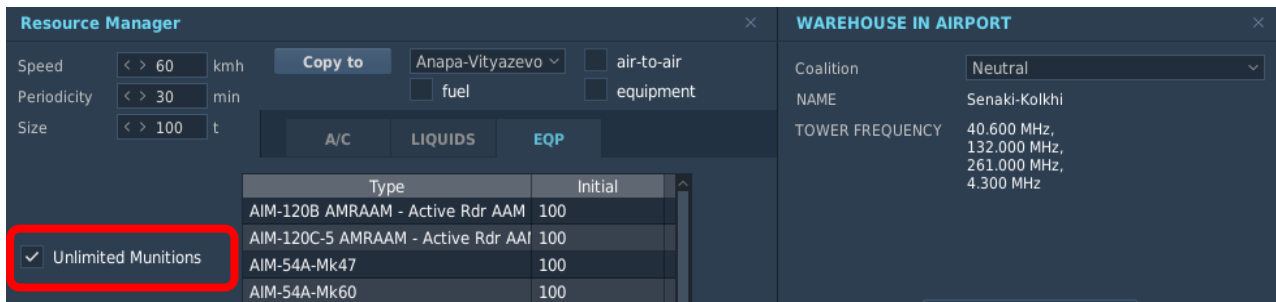 Resource Manager
Speed < > 60 kmh
Periodicity < > 30 min
Size < > 100 t
Copy to Anapa-Vityazevo air-to-air
fuel equipment
A/C LIQUIDS EQP
Type Initial
AIM-120B AMRAAM - Active Rdr AAM 100
AIM-120C-5 AMRAAM - Active Rdr AAM 100
Unlimited Munitions
AIM-54A-Mk47 100
AIM-54A-Mk60 100
WAREHOUSE IN AIRPORT
Coalition Neutral
NAME Senaki-Kolkhi
TOWER FREQUENCY 40.600 MHz,
132.000 MHz,
261.000 MHz,
4.300 MHz